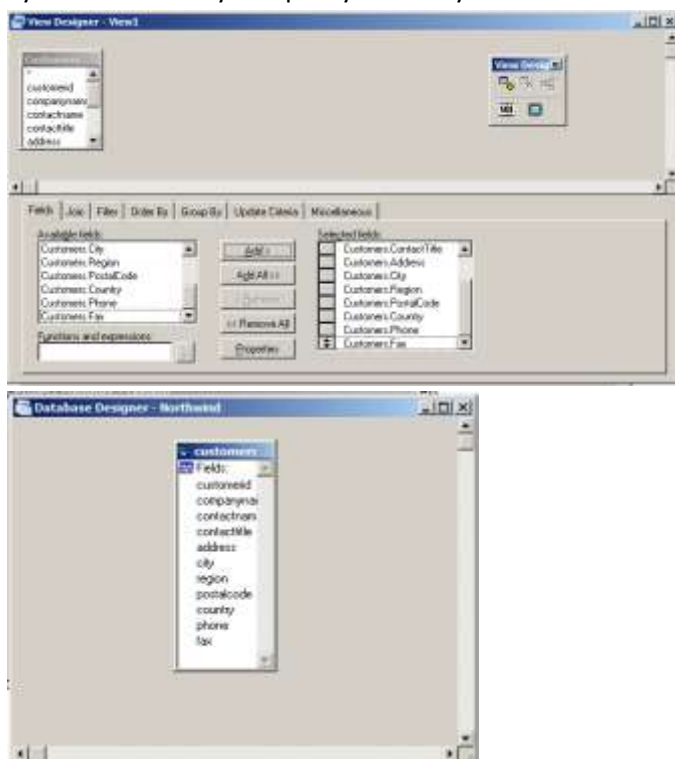 View Designer - View1
Customers
*
customerid
companyname
contactname
contacttitle
address
View Desig
SQL
Fields Join Filter Order By Group By Update Criteria Miscellaneous
Available fields:
Customers.City
Customers.Region
Customers.PostalCode
Customers.Country
Customers.Phone
Customers.Fax
Functions and expressions:
Add >
Add All >>
< Remove
<< Remove All
Properties
Selected fields:
Customers.ContactTitle
Customers.Address
Customers.City
Customers.Region
Customers.PostalCode
Customers.Country
Customers.Phone
Customers.Fax
Database Designer - Northwind
customers
Fields:
customerid
companynam
contactnam
contacttitle
address
city
region
postalcode
country
phone
fax